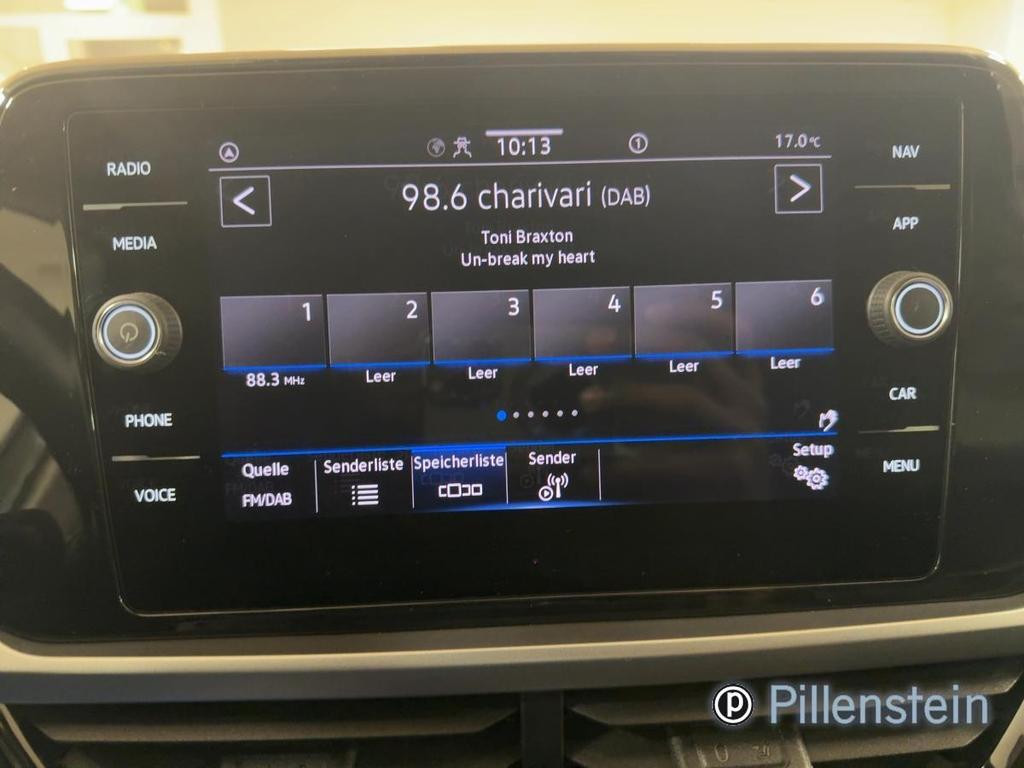 RADIO
MEDIA
PHONE
VOICE
10:13
1
17.0°C
98.6 charivari (DAB)
Toni Braxton
Un-break my heart
1 2 3 4 5 6
88.3 MHz Leer Leer Leer Leer Leer
Quelle Senderliste Speicherliste Sender Setup
FM/DAB
NAV
APP
CAR
MENU
p Pillenstein